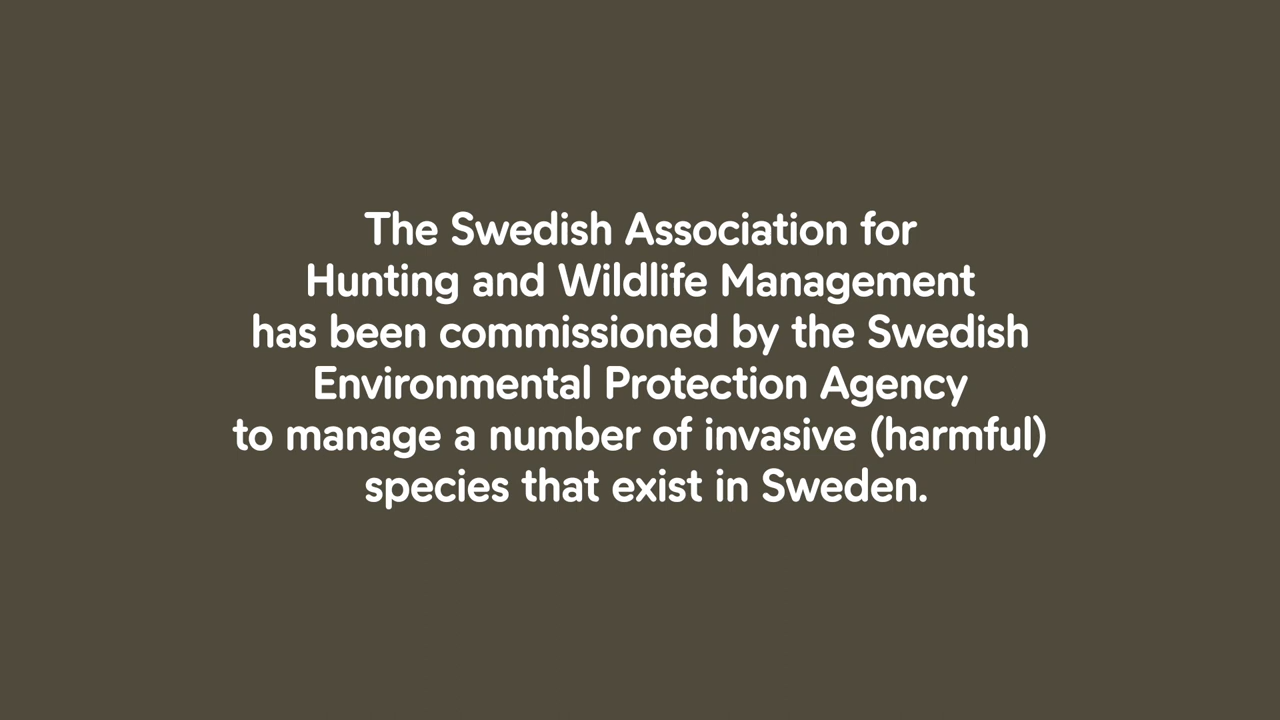 The Swedish Association for
Hunting and Wildlife Management
has been commissioned by the Swedish
Environmental Protection Agency
to manage a number of invasive (harmful)
species that exist in Sweden.